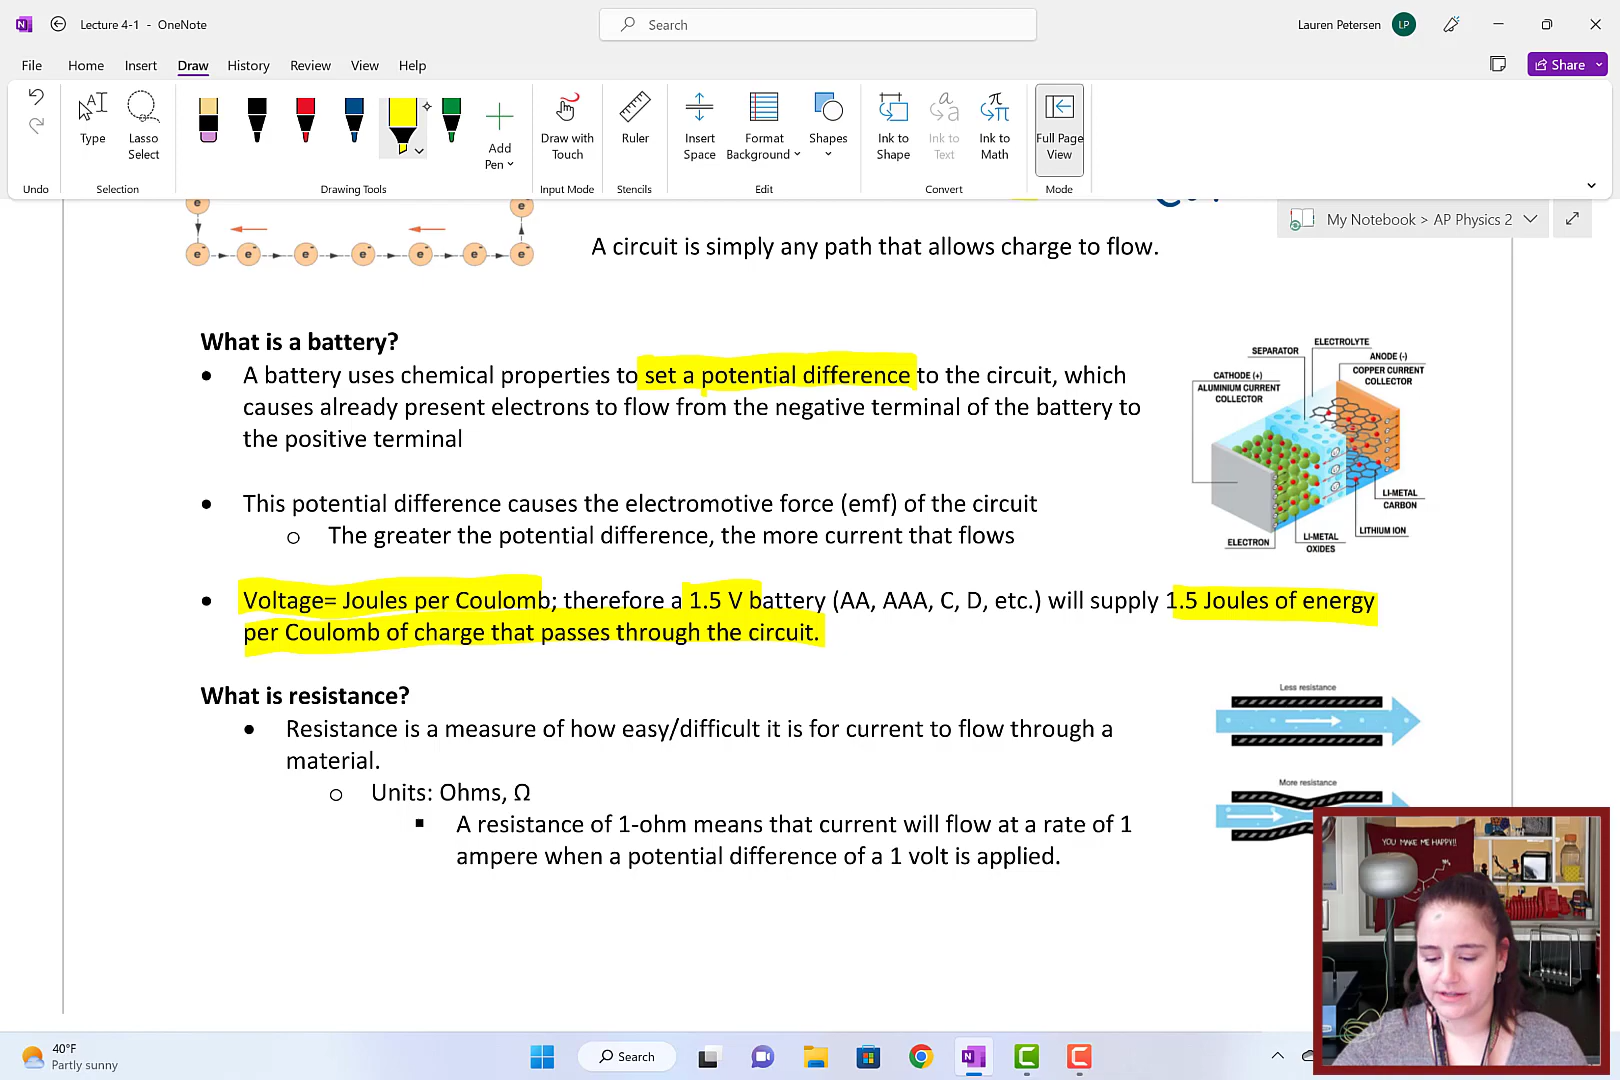 Lecture 4-1 - OneNote
Search
Lauren Petersen
LP
File Home Insert Draw History Review View Help
Share
Type
Lasso Select
Add Pen
Draw with Touch
Ruler
Insert Space
Format Background
Shapes
Ink to Shape
Ink to Text
Ink to Math
Full Page View
Undo
Selection
Drawing Tools
Input Mode
Stencils
Edit
Convert
Mode
My Notebook > AP Physics 2
e e
e e e e e e e
A circuit is simply any path that allows charge to flow.
What is a battery?
• A battery uses chemical properties to set a potential difference to the circuit, which
causes already present electrons to flow from the negative terminal of the battery to
the positive terminal
• This potential difference causes the electromotive force (emf) of the circuit
o The greater the potential difference, the more current that flows
ELECTROLYTE
SEPARATOR
ANODE (-)
COPPER CURRENT
COLLECTOR
CATHODE (+)
ALUMINIUM CURRENT
COLLECTOR
LI-METAL
CARBON
LITHIUM ION
LI-METAL
OXIDES
ELECTRON
• Voltage= Joules per Coulomb; therefore a 1.5 V battery (AA, AAA, C, D, etc.) will supply 1.5 Joules of energy
per Coulomb of charge that passes through the circuit.
What is resistance?
• Resistance is a measure of how easy/difficult it is for current to flow through a
material.
o Units: Ohms, Ω
▪ A resistance of 1-ohm means that current will flow at a rate of 1
ampere when a potential difference of a 1 volt is applied.
Less resistance
More resistance
YOU MAKE ME HAPPY!!
40°F
Partly sunny
Search